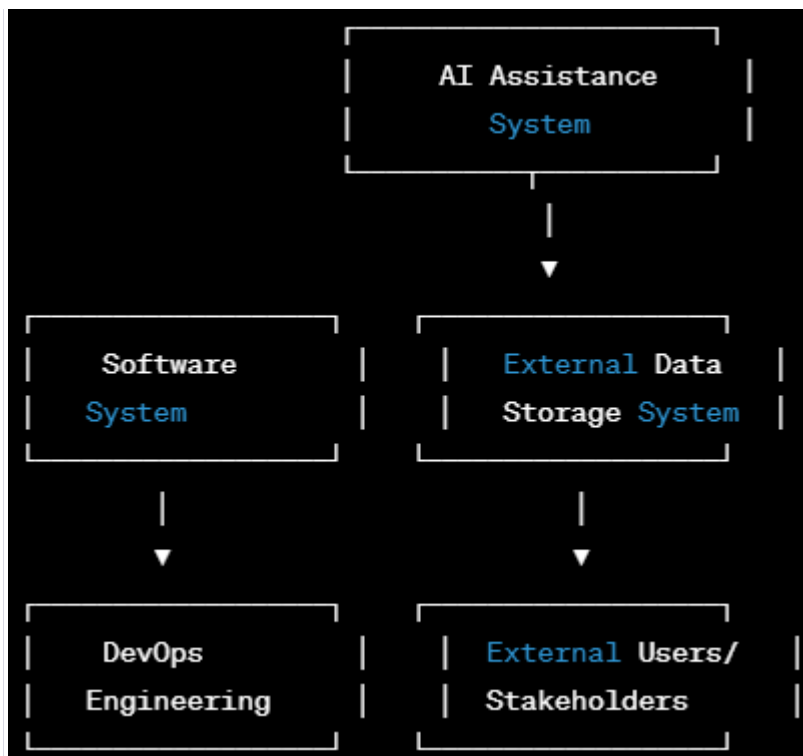 AI Assistance
System
Software
System
External Data
Storage System
DevOps
Engineering
External Users/
Stakeholders